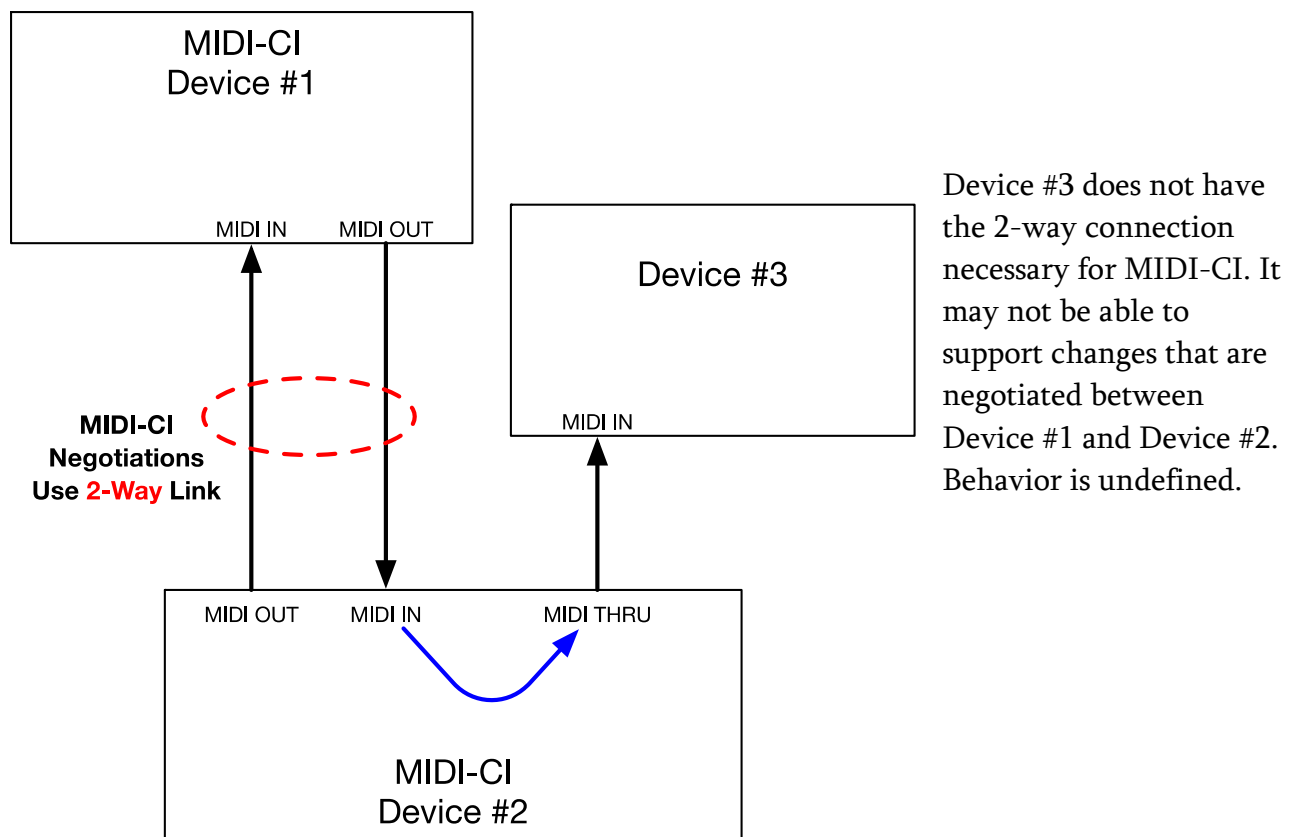 MIDI-CI
Device #1
MIDI IN
MIDI OUT
Device #3
MIDI IN
Device #3 does not have
the 2-way connection
necessary for MIDI-CI. It
may not be able to
support changes that are
negotiated between
Device #1 and Device #2.
Behavior is undefined.
MIDI-CI
Negotiations
Use 2-Way Link
MIDI OUT
MIDI IN
MIDI THRU
MIDI-CI
Device #2